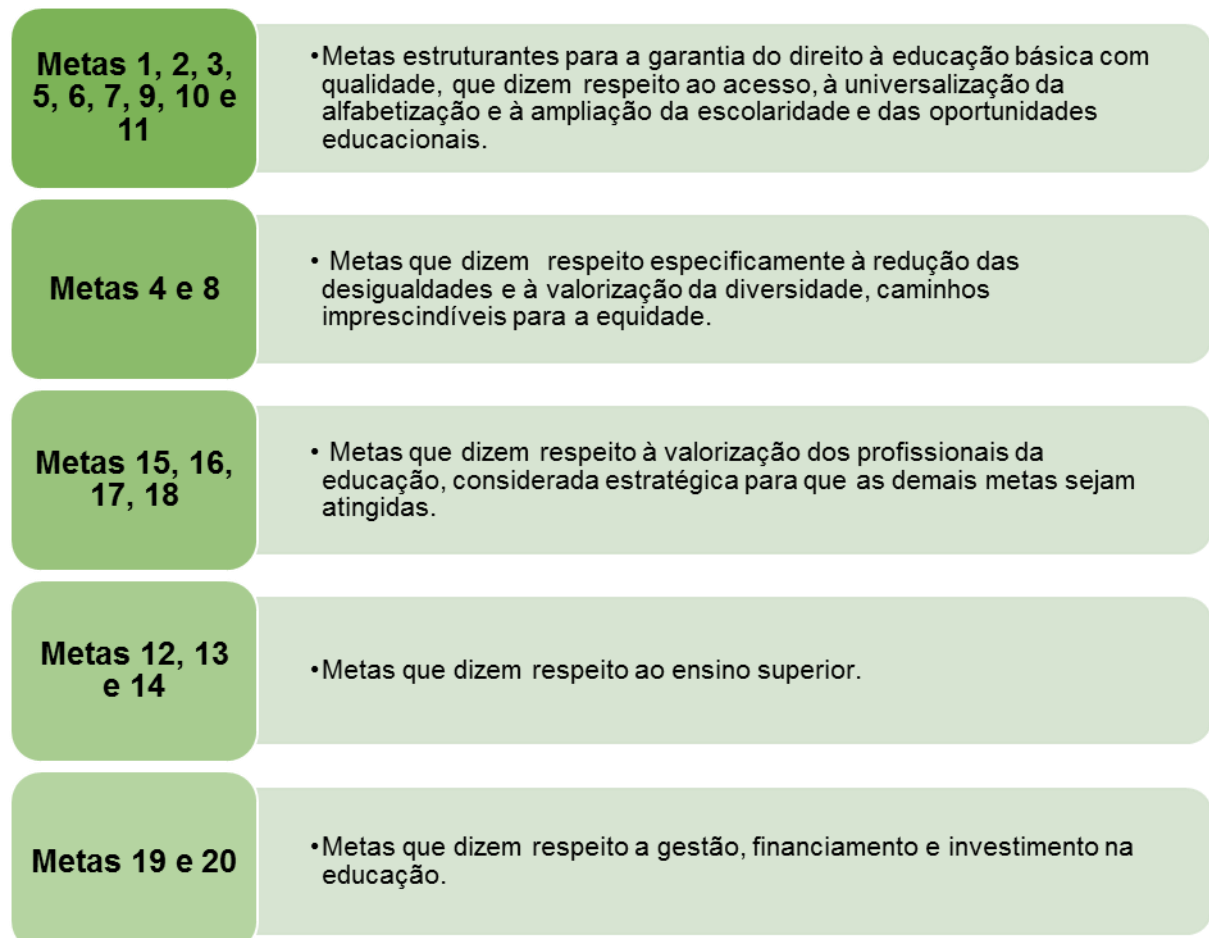 Metas 1, 2, 3,
5, 6, 7, 9, 10 e
11
•Metas estruturantes para a garantia do direito à educação básica com
qualidade, que dizem respeito ao acesso, à universalização da
alfabetização e à ampliação da escolaridade e das oportunidades
educacionais.
Metas 4 e 8
• Metas que dizem respeito especificamente à redução das
desigualdades e à valorização da diversidade, caminhos
imprescindíveis para a equidade.
Metas 15, 16,
17, 18
• Metas que dizem respeito à valorização dos profissionais da
educação, considerada estratégica para que as demais metas sejam
atingidas.
Metas 12, 13
e 14
•Metas que dizem respeito ao ensino superior.
Metas 19 e 20
•Metas que dizem respeito a gestão, financiamento e investimento na
educação.